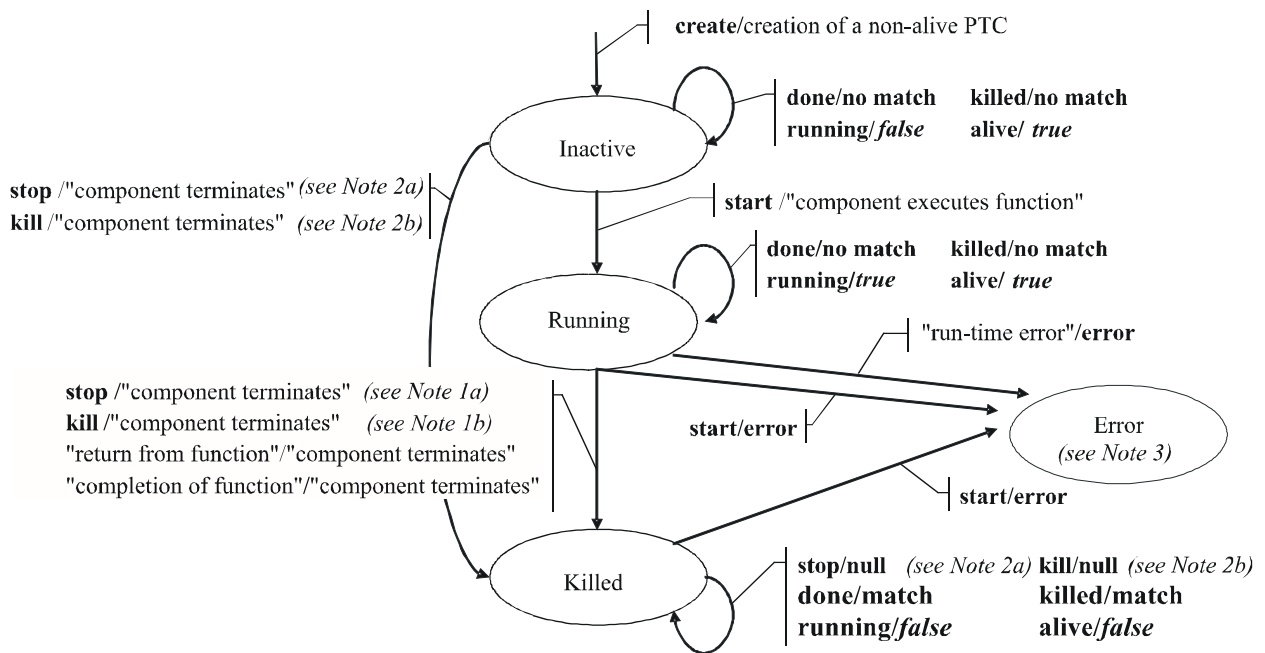 create/creation of a non-alive PTC
done/no match killed/no match
running/false alive/ true
Inactive
stop /"component terminates" (see Note 2a)
kill /"component terminates" (see Note 2b)
start /"component executes function"
done/no match killed/no match
running/true alive/ true
Running
"run-time error"/error
stop /"component terminates" (see Note 1a)
kill /"component terminates" (see Note 1b)
"return from function"/"component terminates"
"completion of function"/"component terminates"
start/error
Error
(see Note 3)
start/error
Killed
stop/null (see Note 2a) kill/null (see Note 2b)
done/match killed/match
running/false alive/false